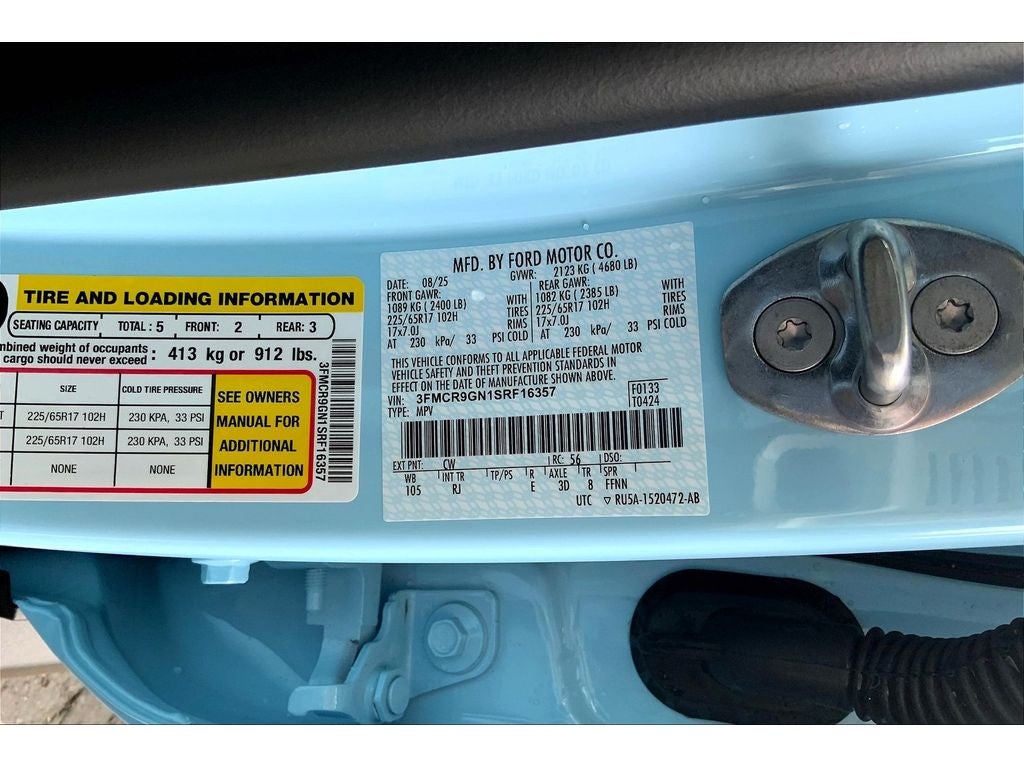 TIRE AND LOADING INFORMATION
SEATING CAPACITY TOTAL : 5 FRONT: 2 REAR: 3
mbined weight of occupants :
cargo should never exceed : 413 kg or 912 lbs.
SIZE COLD TIRE PRESSURE
T 225/65R17 102H 230 KPA, 33 PSI
225/65R17 102H 230 KPA, 33 PSI
NONE NONE
SEE OWNERS
MANUAL FOR
ADDITIONAL
INFORMATION
3FMCR9GN1SRF16357
MFD. BY FORD MOTOR CO.
DATE: 08/25 GVWR: 2123 KG ( 4680 LB)
FRONT GAWR: REAR GAWR:
1089 KG ( 2400 LB) WITH 1082 KG ( 2385 LB) WITH
225/65R17 102H TIRES 225/65R17 102H TIRES
17x7.0J RIMS 17x7.0J RIMS
AT 230 kPa/ 33 PSI COLD AT 230 kPa/ 33 PSI COLD
THIS VEHICLE CONFORMS TO ALL APPLICABLE FEDERAL MOTOR
VEHICLE SAFETY AND THEFT PREVENTION STANDARDS IN
EFFECT ON THE DATE OF MANUFACTURE SHOWN ABOVE.
VIN: 3FMCR9GN1SRF16357 F0133
TYPE: MPV T0424
EXT PNT: CW RC: 56 DSO:
WB INT TR TP/PS R AXLE TR SPR
105 RJ E 3D 8 FFNN
UTC ▽ RU5A-1520472-AB